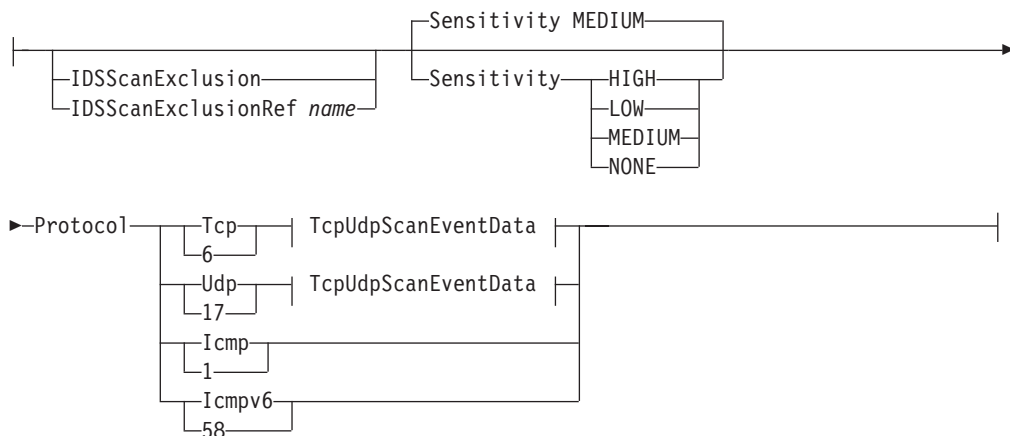 Sensitivity MEDIUM
IDSScanExclusion
Sensitivity HIGH
IDSScanExclusionRef name
LOW
MEDIUM
NONE
Protocol Tcp TcpUdpScanEventData
6
Udp TcpUdpScanEventData
17
Icmp
1
Icmpv6
58